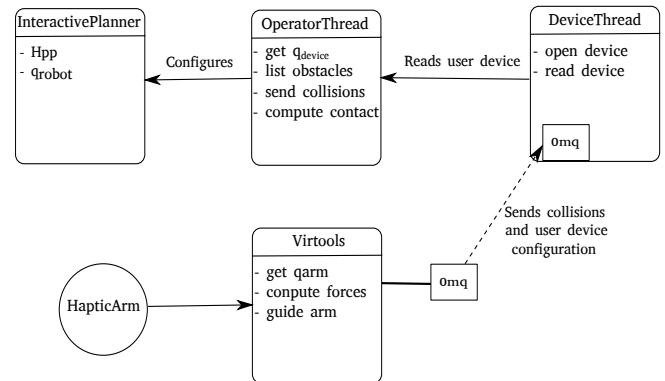 InteractivePlanner
- Hpp
- qrobot
Configures
OperatorThread
- get qdevice
- list obstacles
- send collisions
- compute contact
Reads user device
DeviceThread
- open device
- read device
0mq
Sends collisions
and user device
configuration
HapticArm
Virtools
- get qarm
- conpute forces
- guide arm
0mq